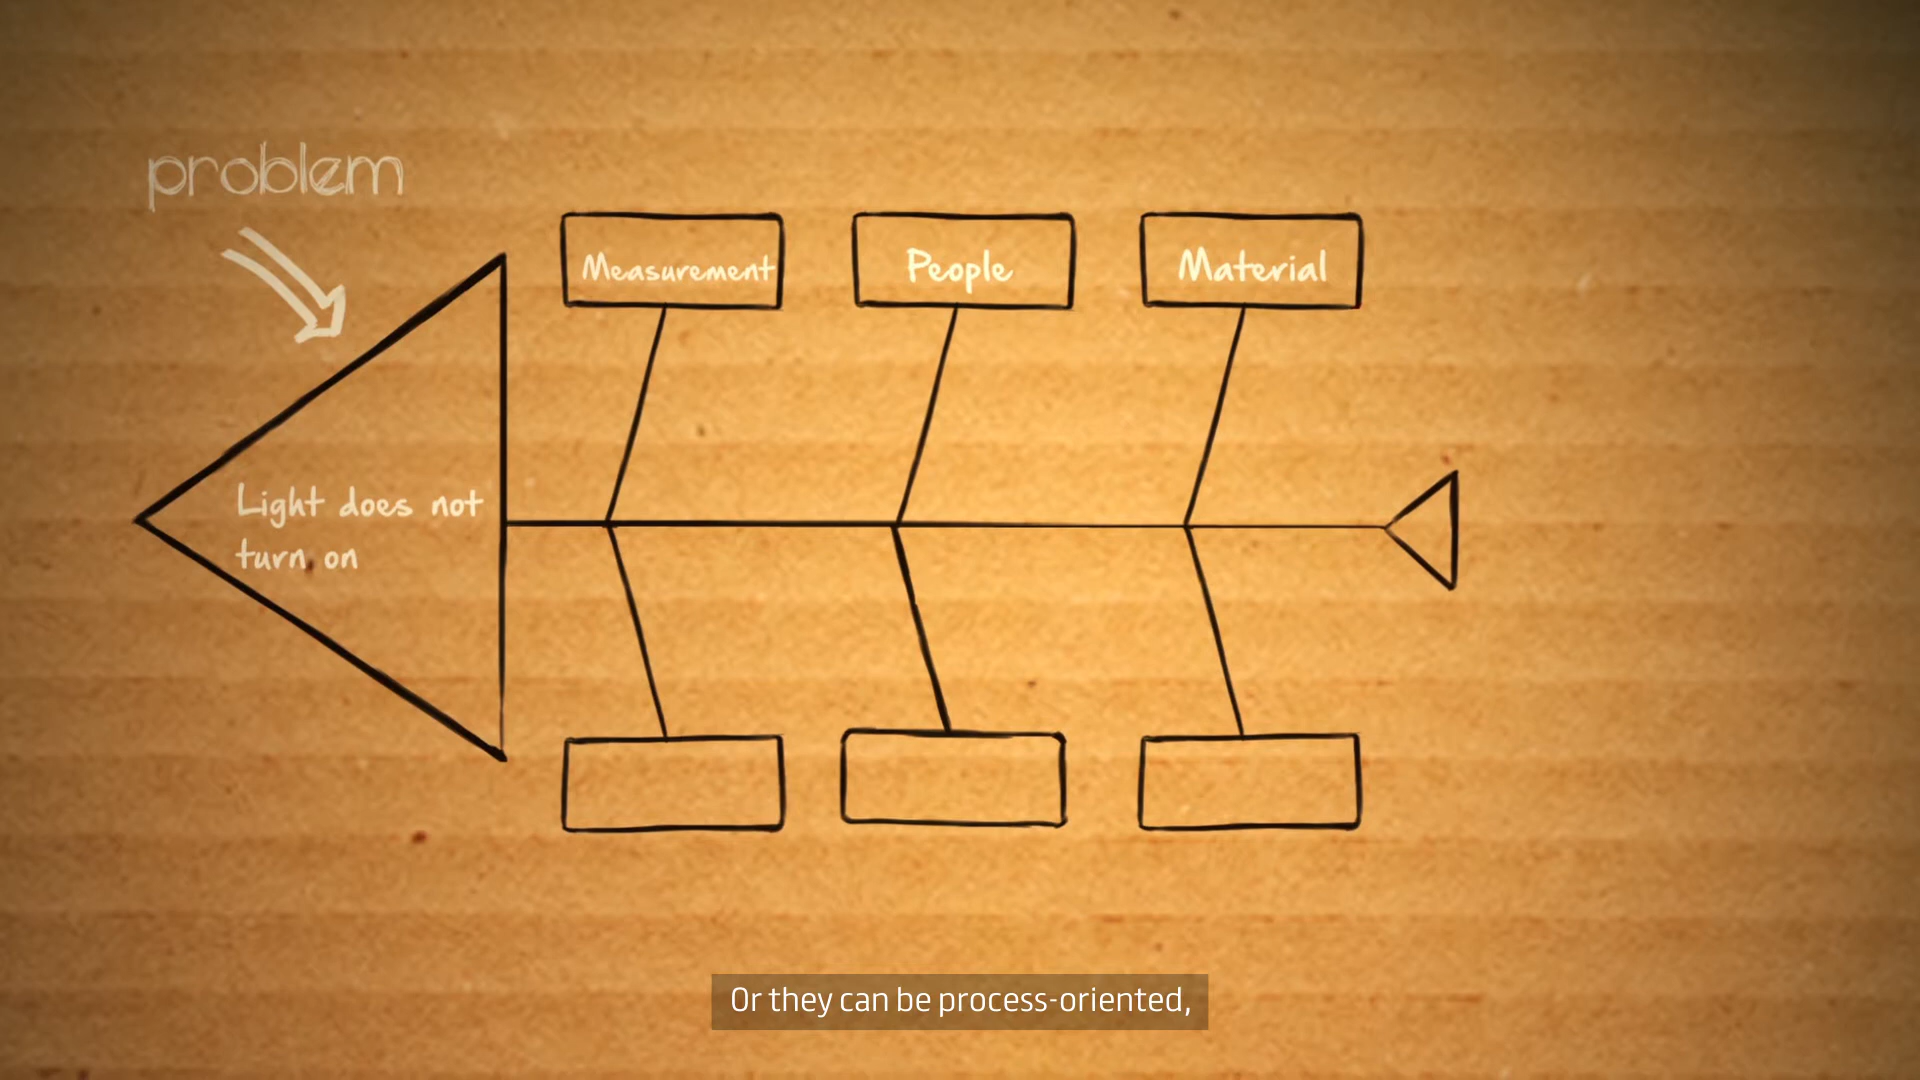 problem
Measurement
People
Material
Light does not
turn on
Or they can be process-oriented,